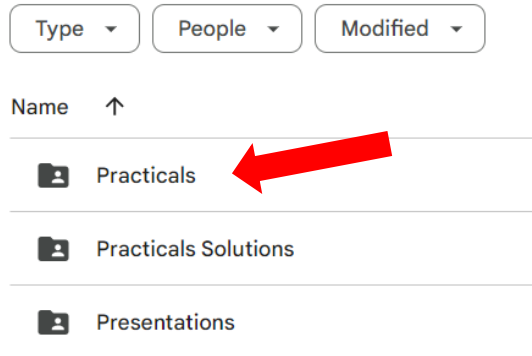 Type People Modified
Name
Practicals
Practicals Solutions
Presentations